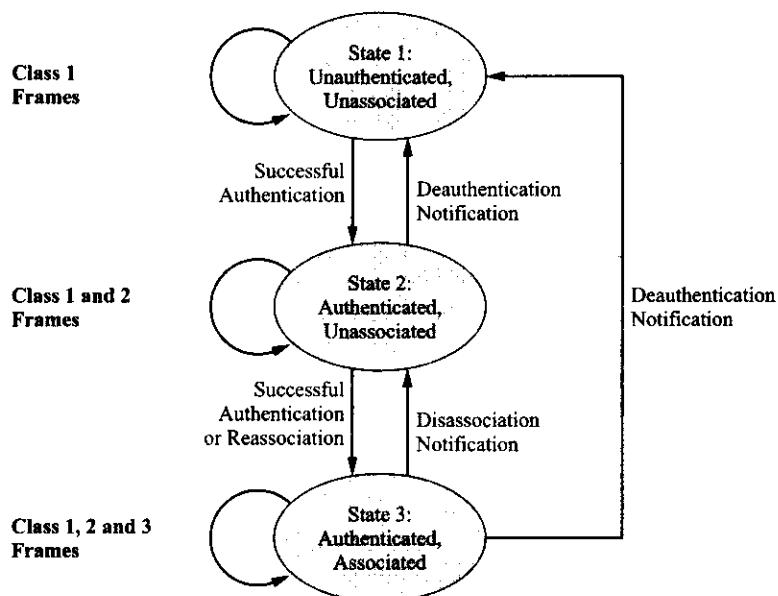 Class 1
Frames
State 1:
Unauthenticated,
Unassociated
Successful
Authentication
Deauthentication
Notification
Class 1 and 2
Frames
State 2:
Authenticated,
Unassociated
Deauthentication
Notification
Successful
Authentication
or Reassociation
Disassociation
Notification
Class 1, 2 and 3
Frames
State 3:
Authenticated,
Associated